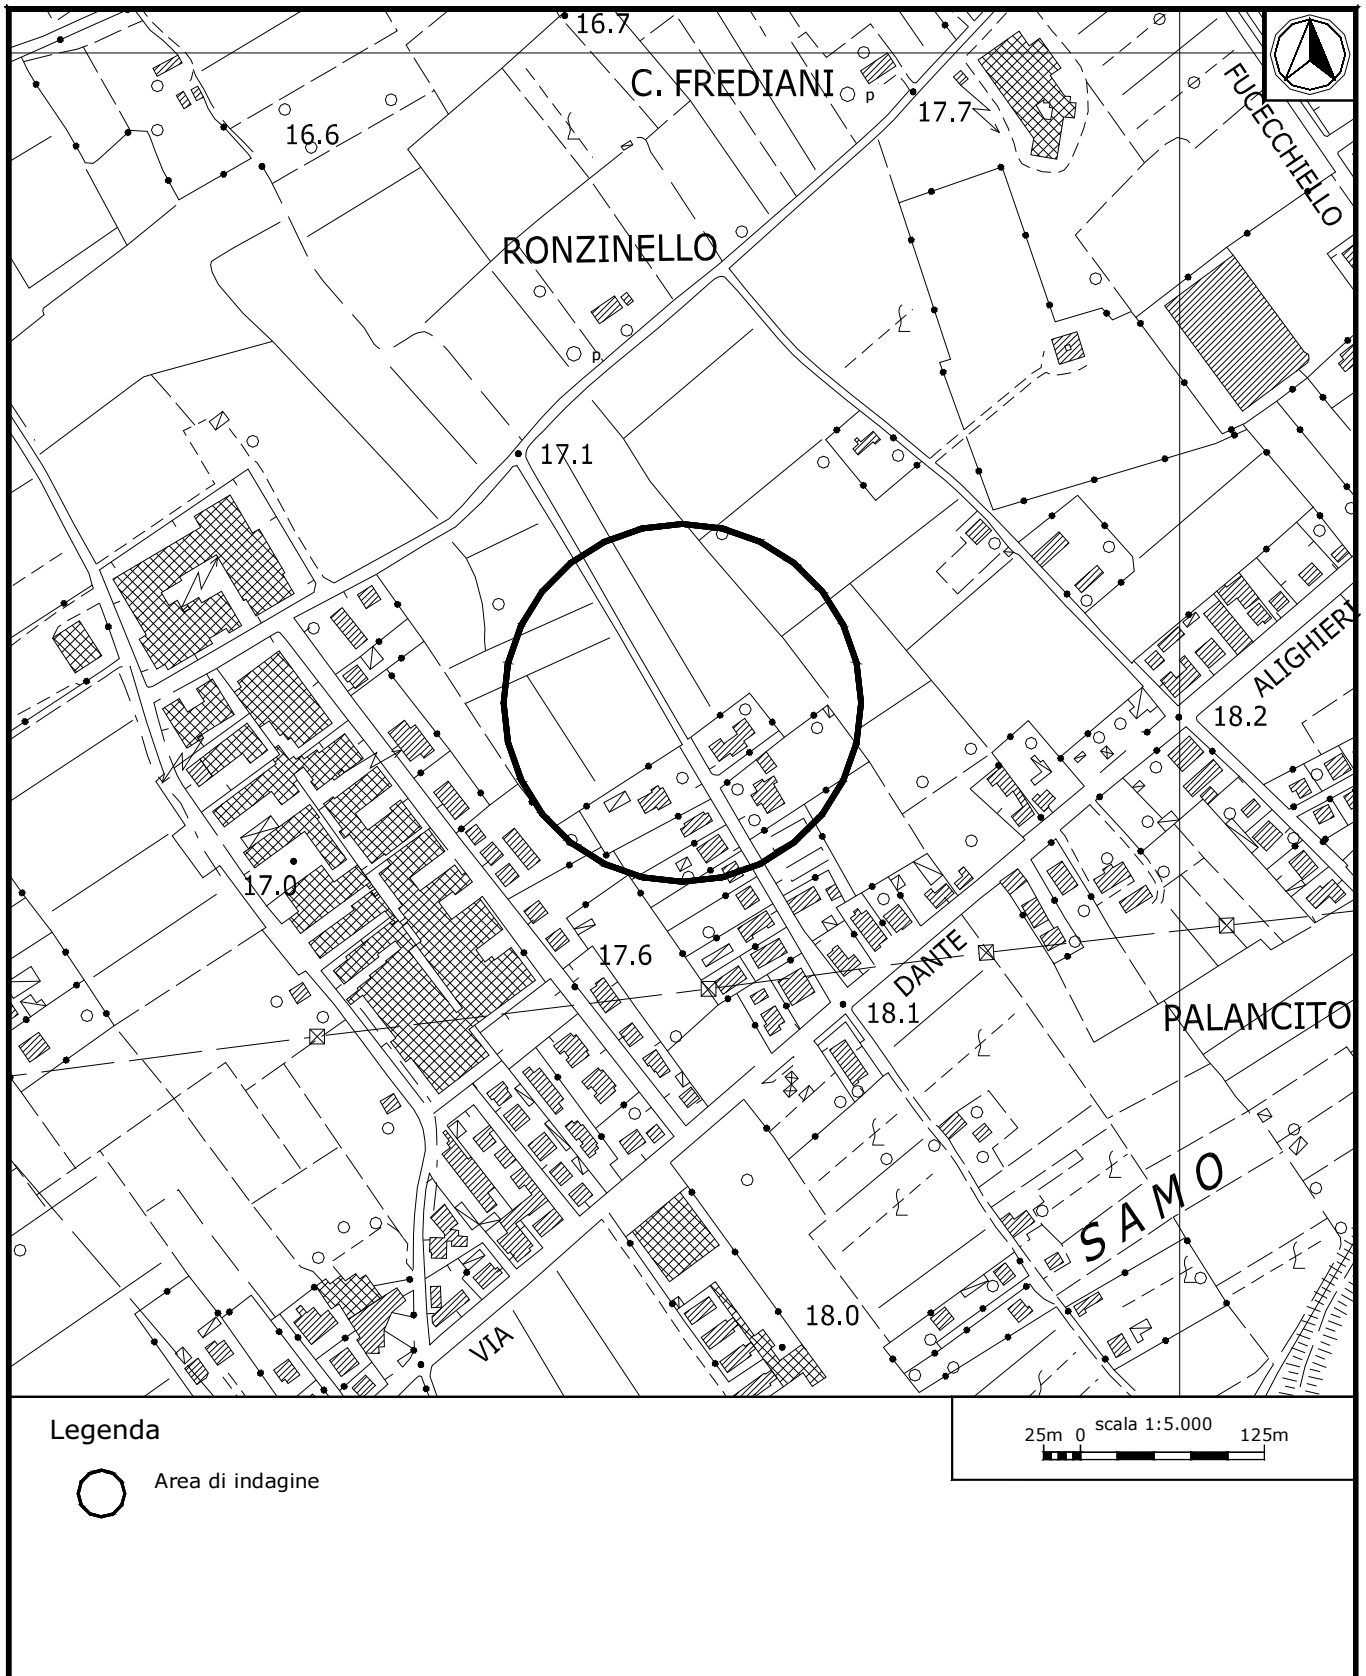 16.7
C. FREDIANI
p
17.7
FUCECCHIELLO
16.6
RONZINELLO
p.
17.1
ALIGHIERI
18.2
17.0
17.6
DANTE
18.1
PALANCITO
SAMO
18.0
VIA
Legenda
Area di indagine
scala 1:5.000
25m 0 125m